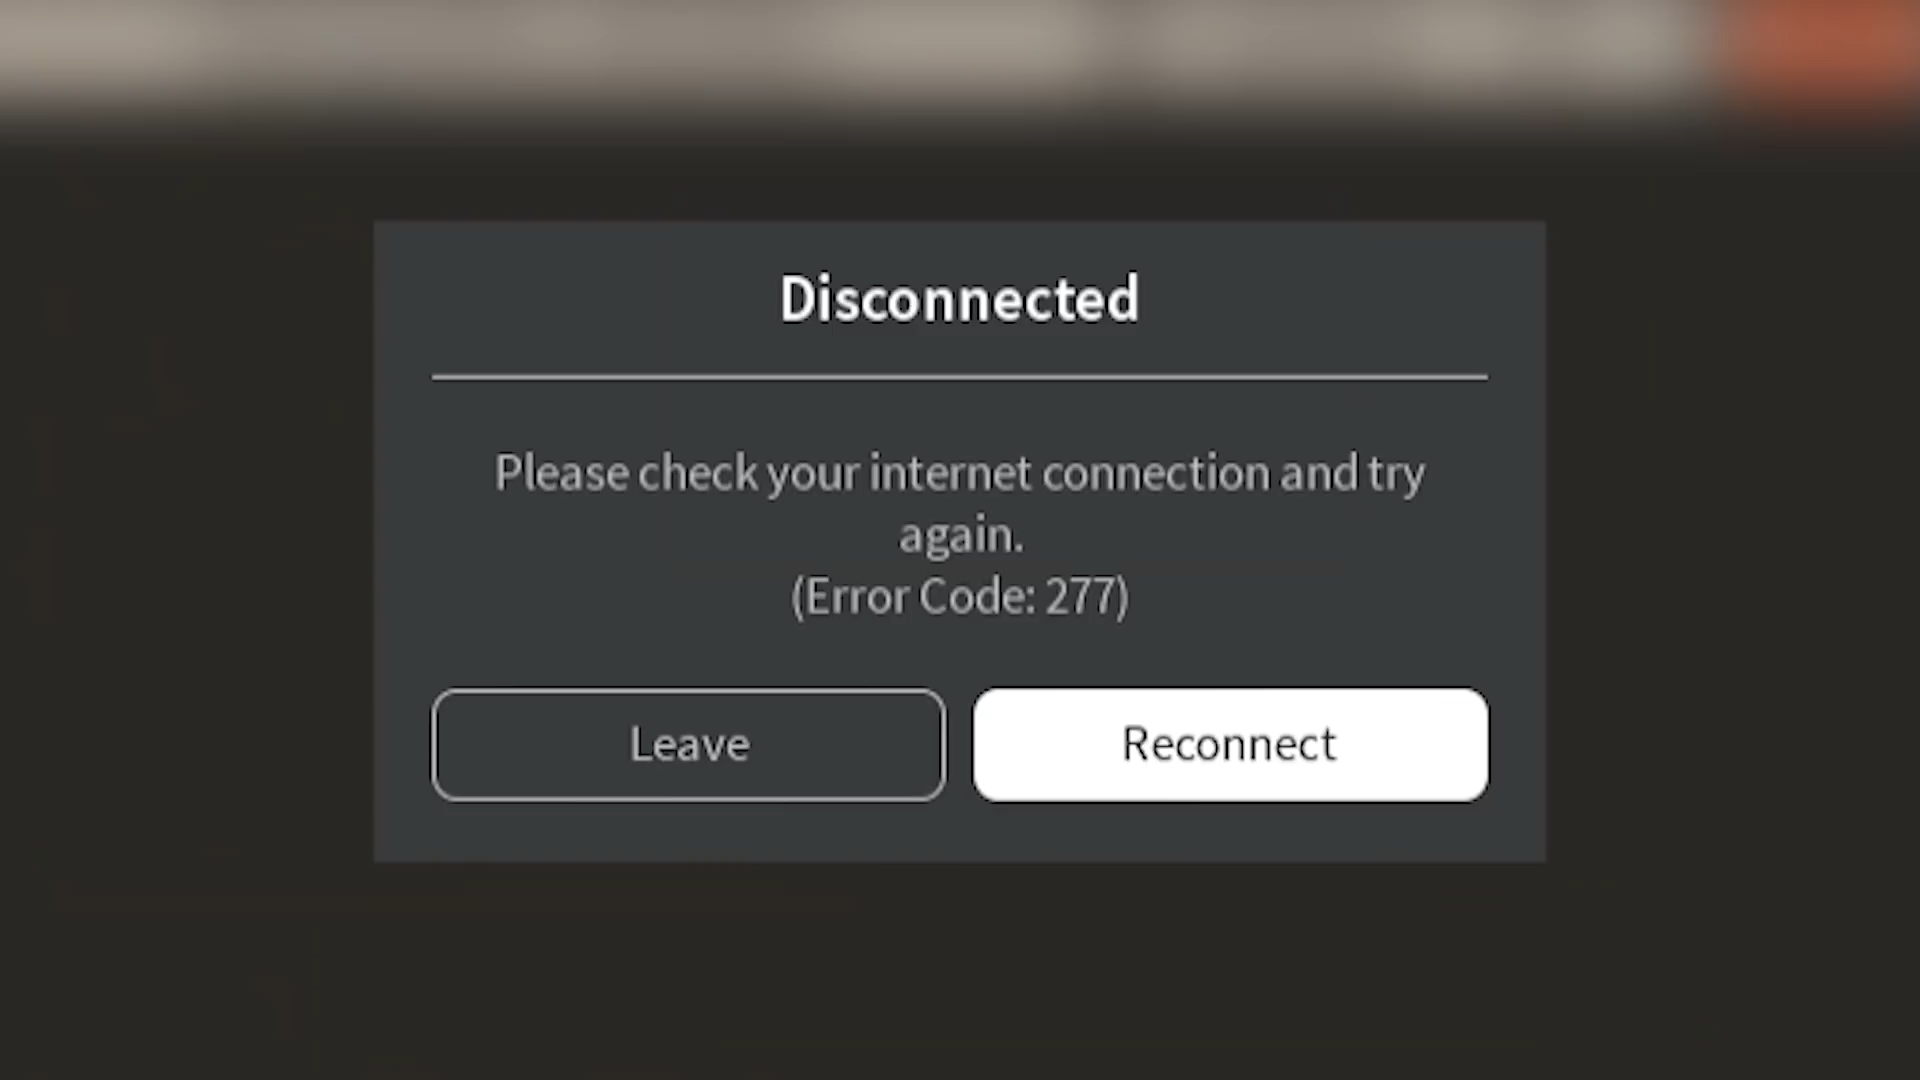 Disconnected
Please check your internet connection and try
again.
(Error Code: 277)
Leave
Reconnect